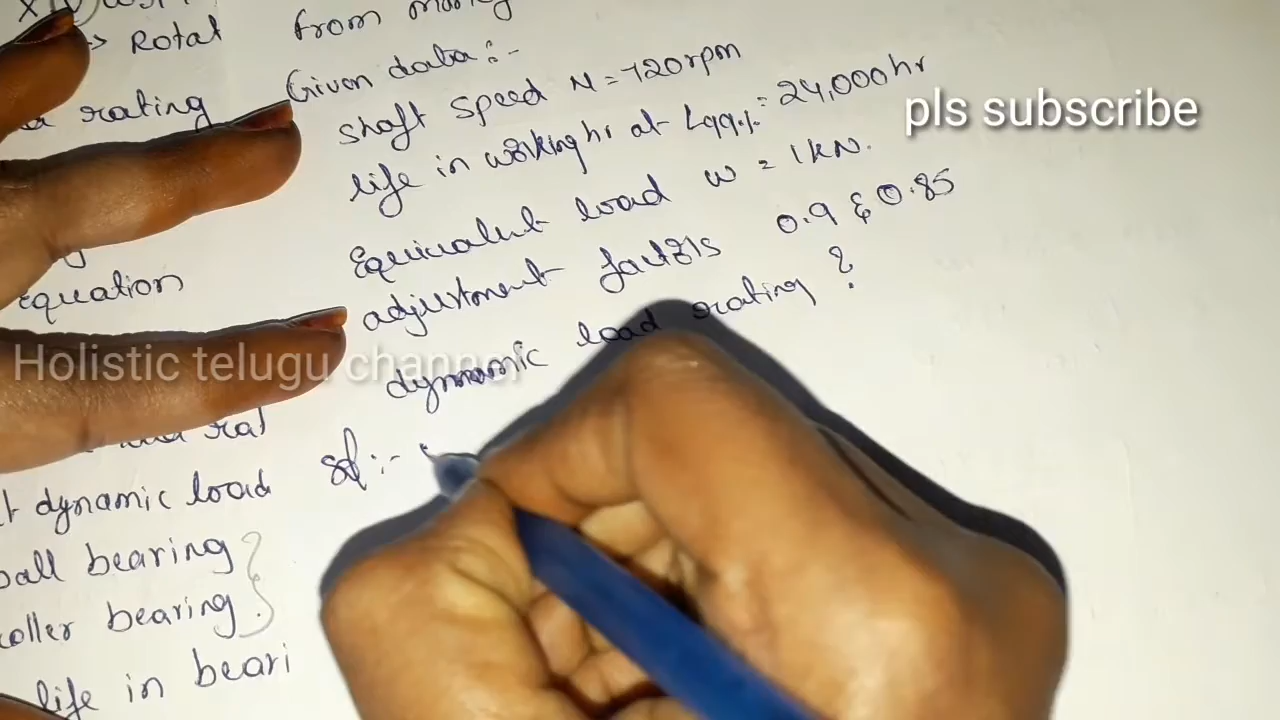 Rotat from
rating Given data:-
shaft speed N = 720rpm
life in working hr at L99% = 24,000hr
pls subscribe
Equivalent load W = 1KN.
equation
adjustment factors 0.9 & 0.85
dynamic load rating ?
Holistic telugu channel
rat
sol:-
dynamic load
ball bearing
roller bearing
life in beari